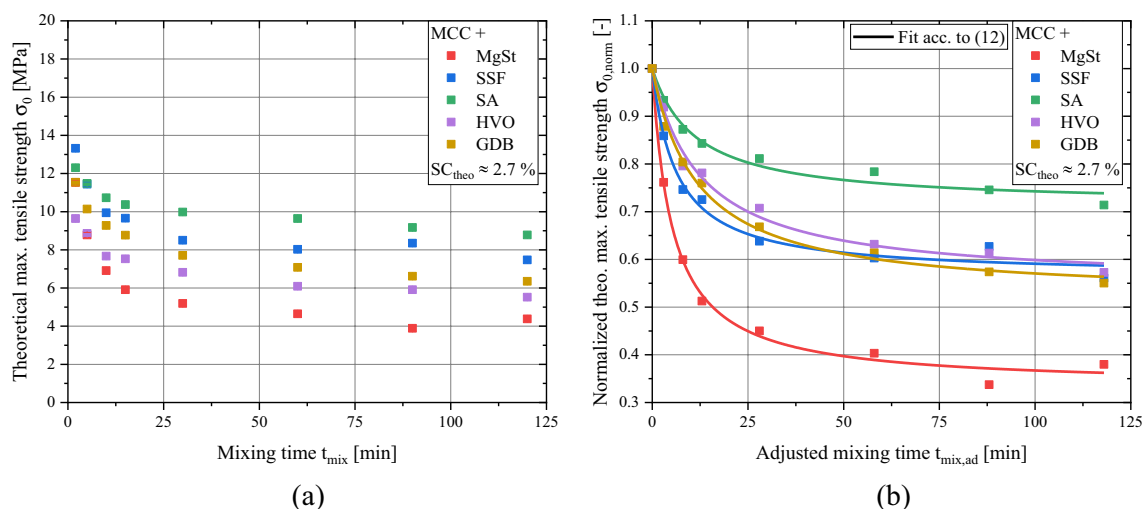 Theoretical max. tensile strength σ0 [MPa]
20
18
16
14
12
10
8
6
4
2
0
0
25
50
75
100
125
Mixing time tmix [min]
MCC +
MgSt
SSF
SA
HVO
GDB
SCtheo ≈ 2.7 %
(a)
Normalized theo. max. tensile strength σ0,norm [-]
1.1
1.0
0.9
0.8
0.7
0.6
0.5
0.4
0.3
0
25
50
75
100
125
Adjusted mixing time tmix,ad [min]
Fit acc. to (12)
MCC +
MgSt
SSF
SA
HVO
GDB
SCtheo ≈ 2.7 %
(b)